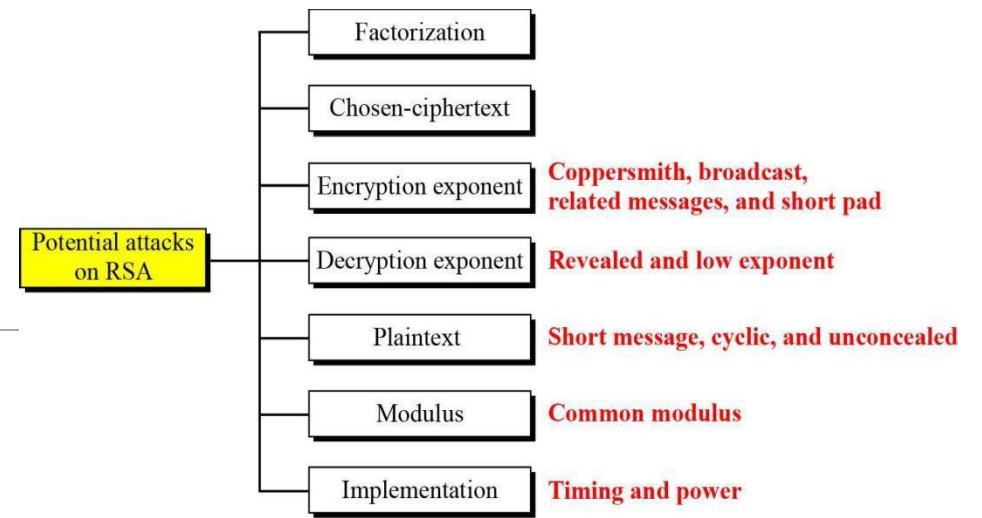 Factorization
Chosen-ciphertext
Encryption exponent
Coppersmith, broadcast,
related messages, and short pad
Potential attacks
on RSA
Decryption exponent
Revealed and low exponent
Plaintext
Short message, cyclic, and unconcealed
Modulus
Common modulus
Implementation
Timing and power